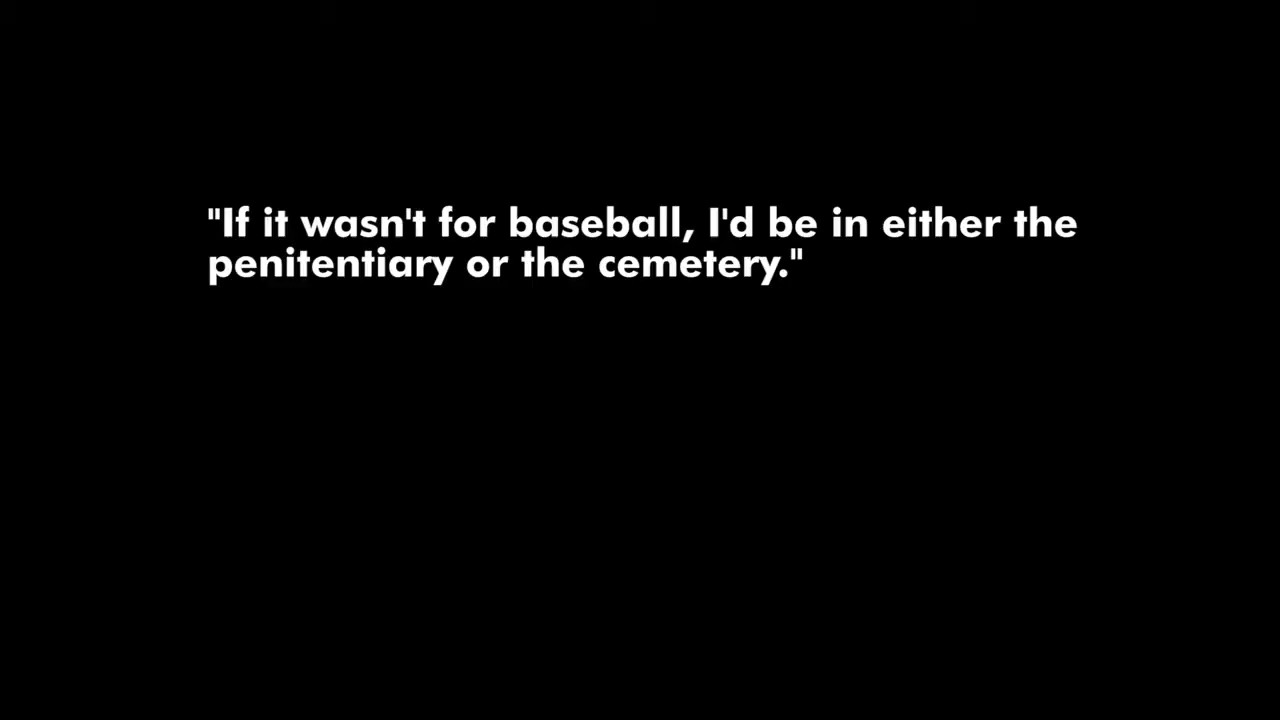 "If it wasn't for baseball, I'd be in either the
penitentiary or the cemetery."